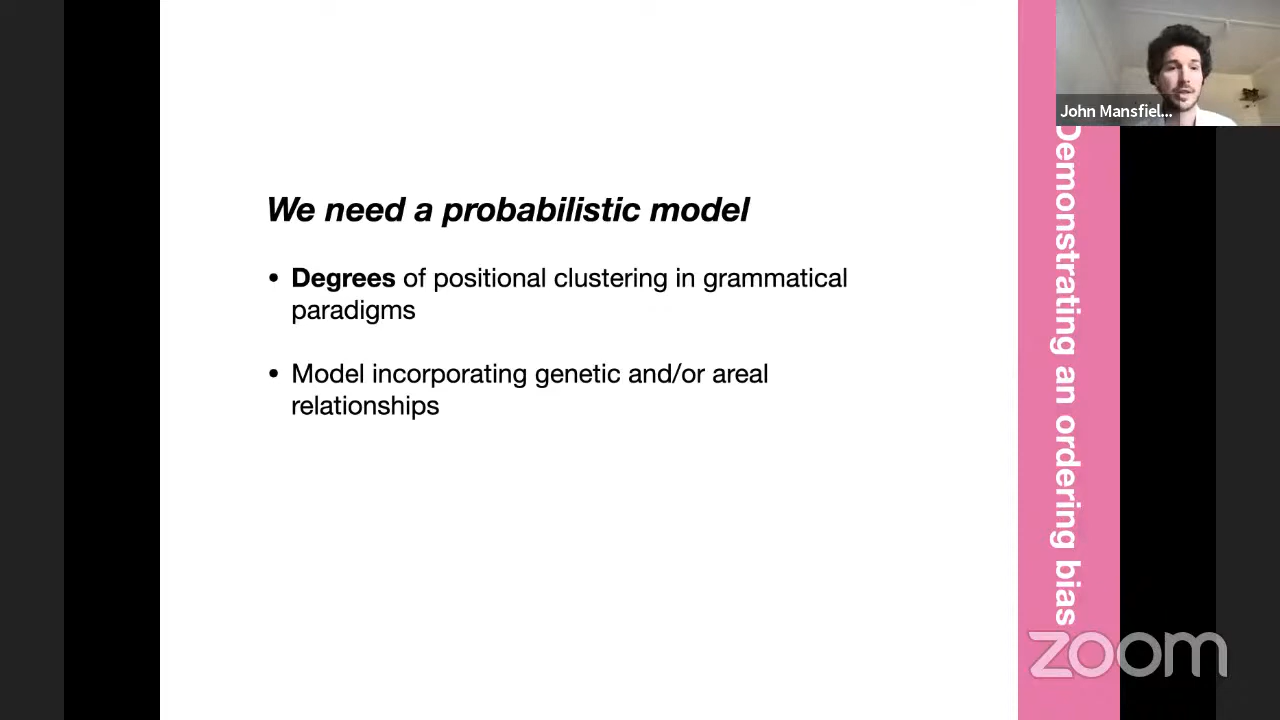 We need a probabilistic model
• Degrees of positional clustering in grammatical
paradigms
• Model incorporating genetic and/or areal
relationships
Demonstrating an ordering bias
John Mansfiel...
zoom